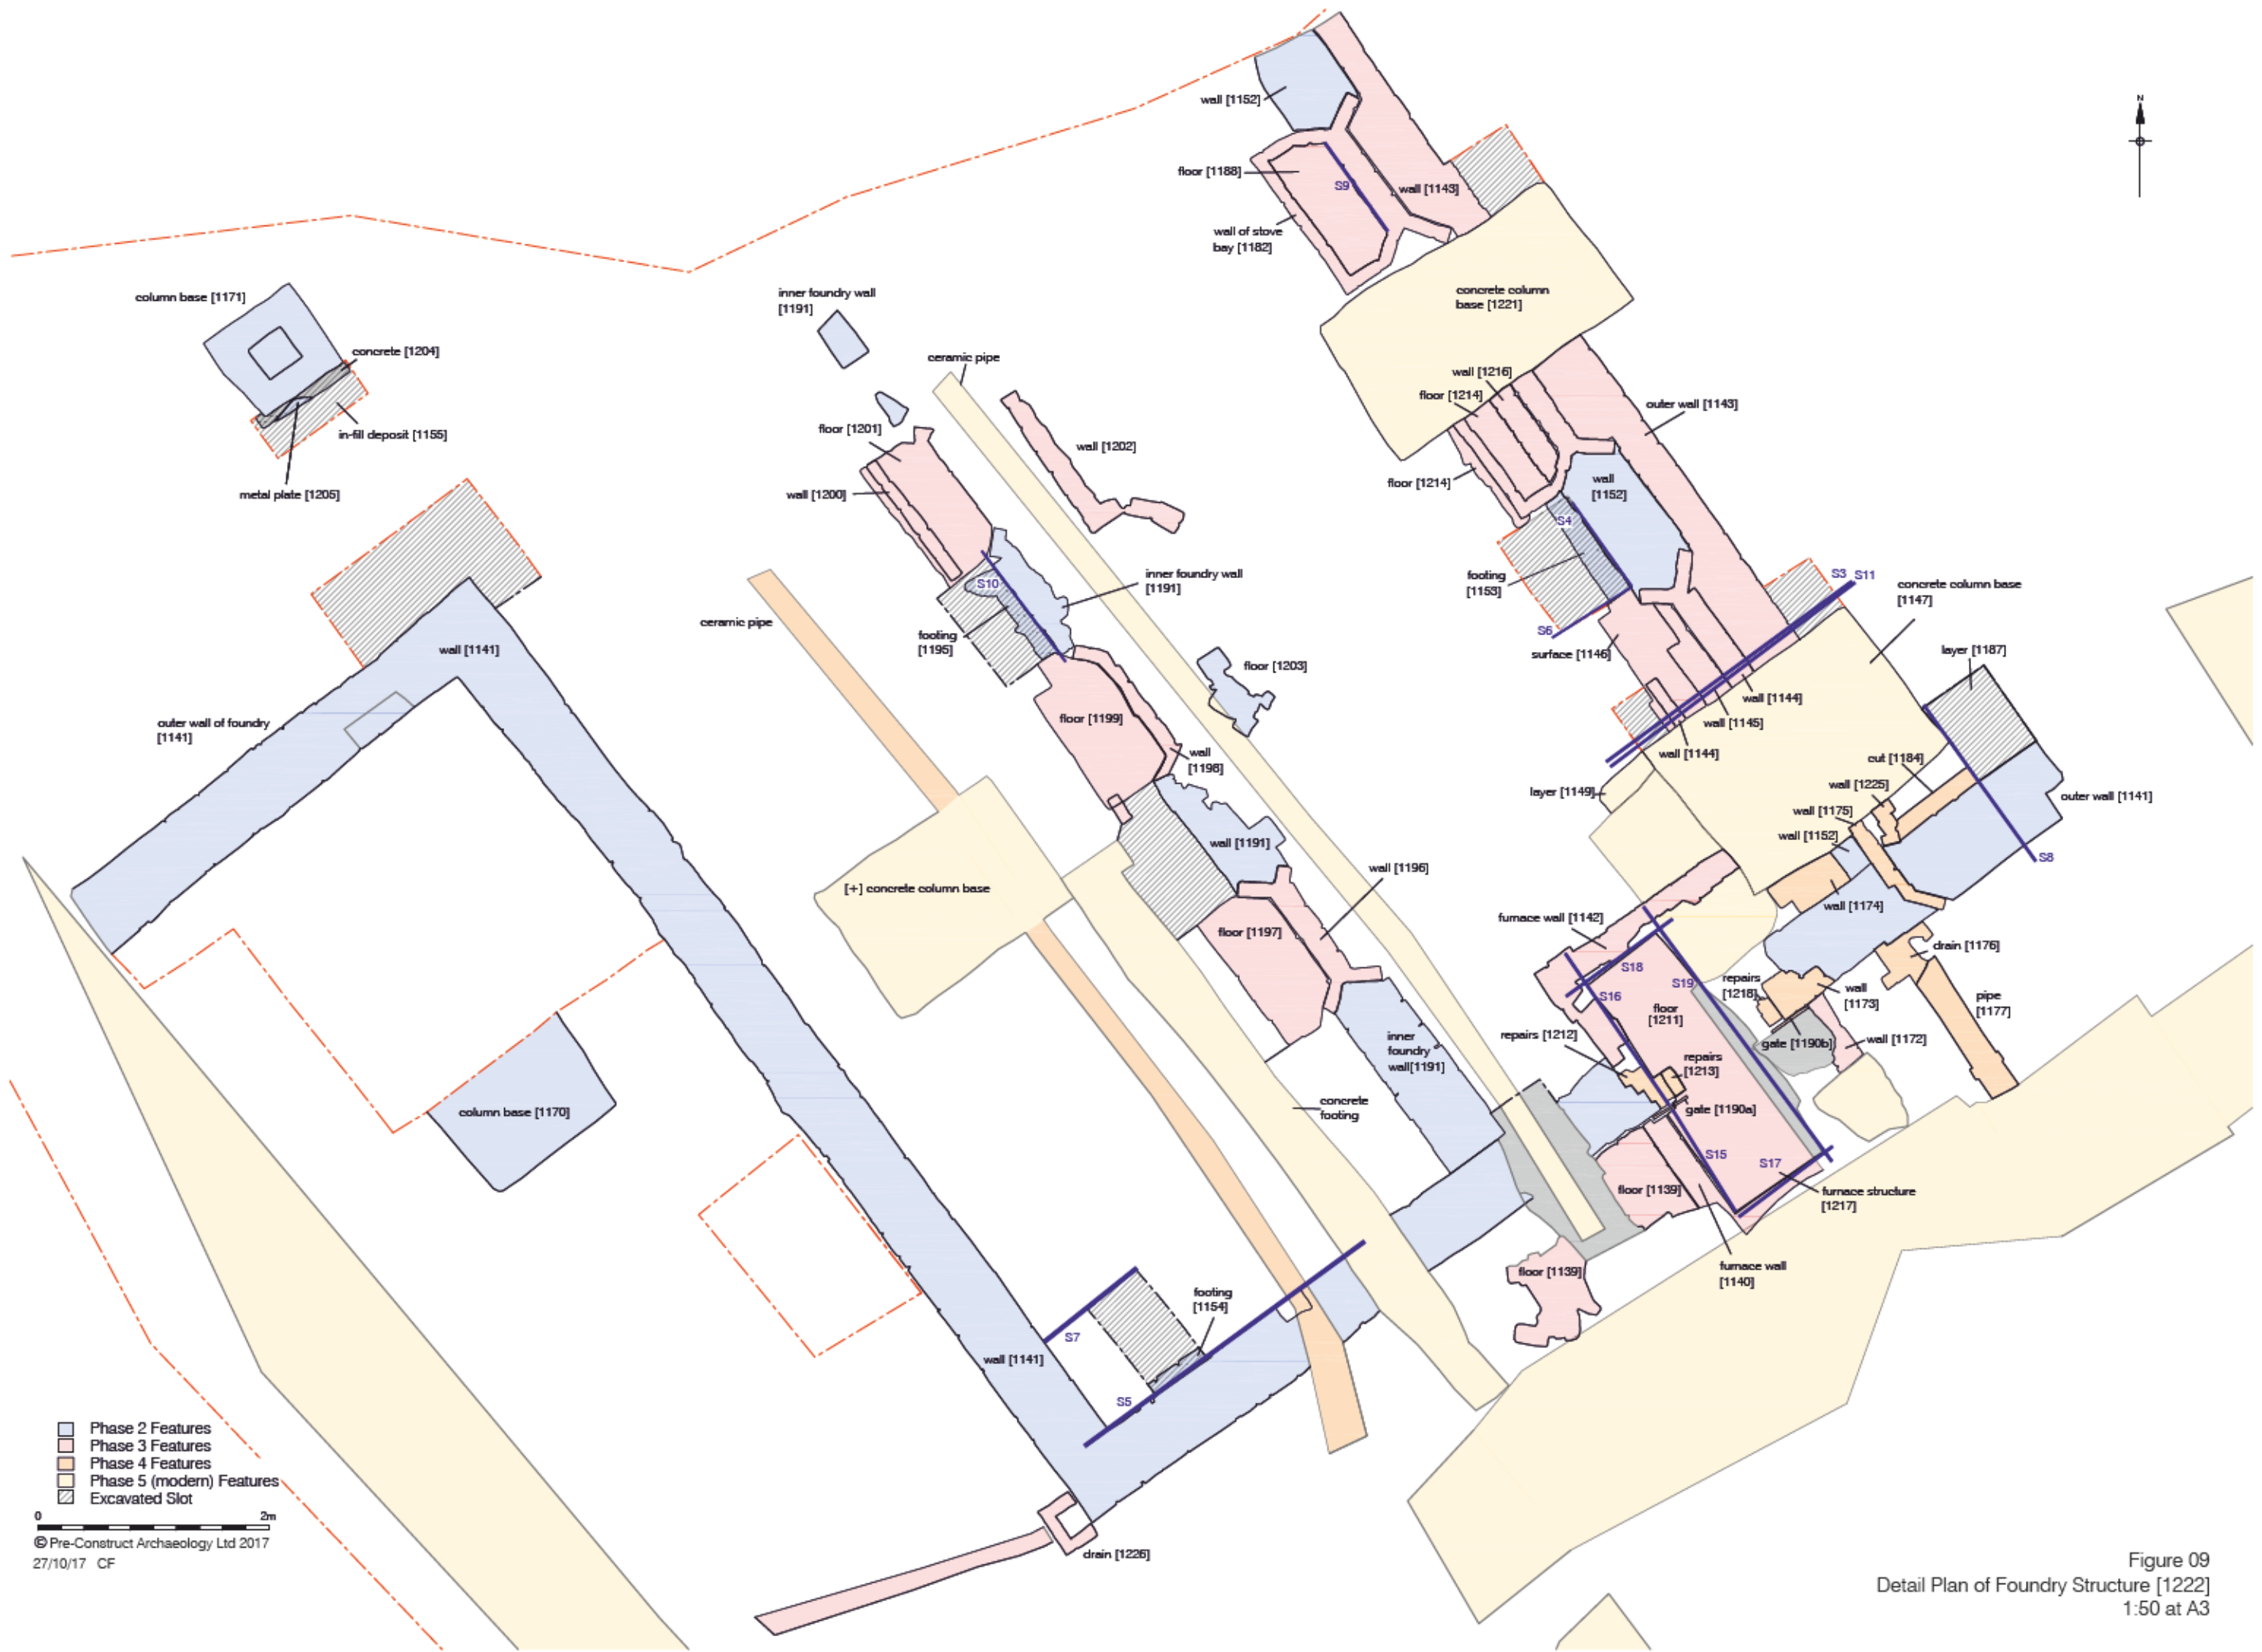 N
wall [1152]
floor [1188]
S9
wall [1143]
wall of stove
bay [1182]
column base [1171]
inner foundry wall
[1191]
concrete column
base [1221]
concrete [1204]
ceramic pipe
wall [1216]
floor [1214]
outer wall [1143]
in-fill deposit [1155]
floor [1201]
wall [1202]
metal plate [1205]
wall [1200]
floor [1214]
wall
[1152]
S4
S10
inner foundry wall
[1191]
footing
[1153]
S3
S11
concrete column base
[1147]
ceramic pipe
footing
[1195]
S6
surface [1146]
wall [1141]
layer [1187]
floor [1203]
outer wall of foundry
[1141]
floor [1199]
wall [1144]
wall [1145]
wall
[1198]
wall [1144]
cut [1184]
layer [1149]
wall [1225]
outer wall [1141]
wall [1175]
wall [1152]
wall [1191]
S8
wall [1196]
[+] concrete column base
wall [1174]
furnace wall [1142]
floor [1197]
drain [1176]
S18
S19
repairs
[1218]
wall
[1173]
S16
floor
[1211]
pipe
[1177]
repairs [1212]
gate [1190b]
wall [1172]
inner
foundry
wall[1191]
repairs
[1213]
column base [1170]
concrete
footing
gate [1190a]
S15
S17
floor [1139]
furnace structure
[1217]
floor [1139]
furnace wall
[1140]
footing
[1154]
S7
wall [1141]
S5
drain [1226]
Phase 2 Features
Phase 3 Features
Phase 4 Features
Phase 5 (modern) Features
Excavated Slot
0 2m
© Pre-Construct Archaeology Ltd 2017
27/10/17 CF
Figure 09
Detail Plan of Foundry Structure [1222]
1:50 at A3